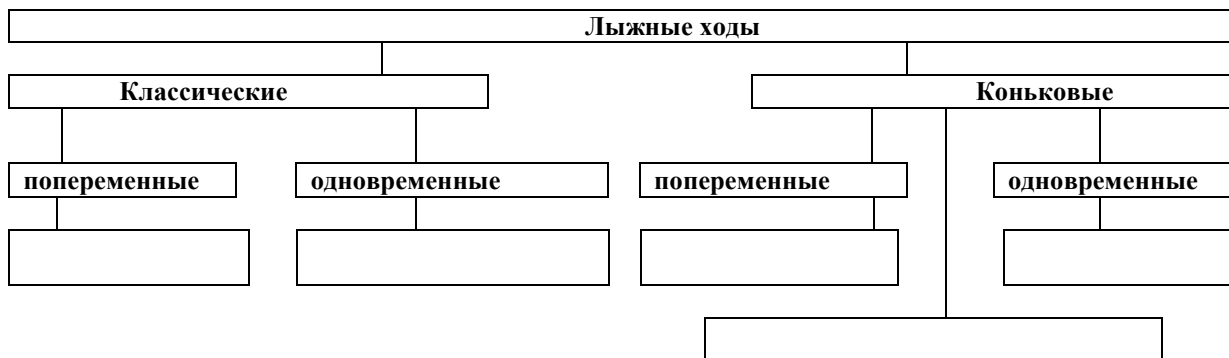 Лыжные ходы
Классические Коньковые
попеременные одновременные попеременные одновременные